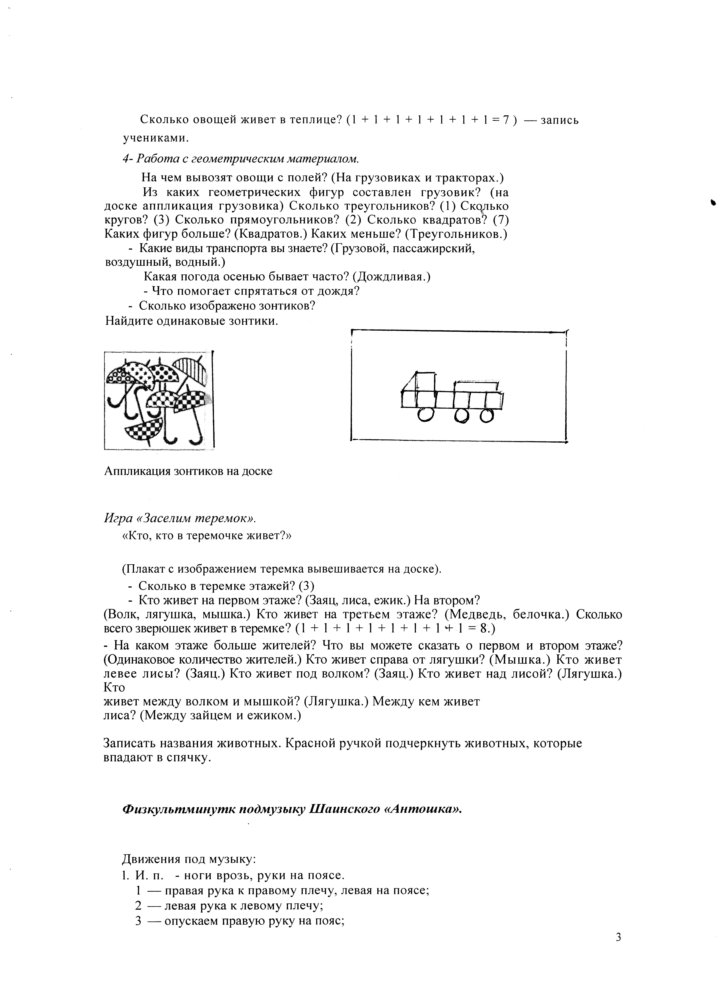 Сколько овощей живет в теплице? (1 + 1 + 1 + 1 + 1 + 1 + 1 = 7 ) — запись
учениками.
4- Работа с геометрическим материалом.
На чем вывозят овощи с полей? (На грузовиках и тракторах.)
Из каких геометрических фигур составлен грузовик? (на
доске аппликация грузовика) Сколько треугольников? (1) Сколько
кругов? (3) Сколько прямоугольников? (2) Сколько квадратов? (7)
Каких фигур больше? (Квадратов.) Каких меньше? (Треугольников.)
- Какие виды транспорта вы знаете? (Грузовой, пассажирский,
воздушный, водный.)
Какая погода осенью бывает часто? (Дождливая.)
- Что помогает спрятаться от дождя?
- Сколько изображено зонтиков?
Найдите одинаковые зонтики.
Аппликация зонтиков на доске
Игра «Заселим теремок».
«Кто, кто в теремочке живет?»
(Плакат с изображением теремка вывешивается на доске).
- Сколько в теремке этажей? (3)
- Кто живет на первом этаже? (Заяц, лиса, ежик.) На втором?
(Волк, лягушка, мышка.) Кто живет на третьем этаже? (Медведь, белочка.) Сколько
всего зверюшек живет в теремке? (1 + 1 + 1 + 1 + 1 + 1 + 1 + 1 = 8.)
- На каком этаже больше жителей? Что вы можете сказать о первом и втором этаже?
(Одинаковое количество жителей.) Кто живет справа от лягушки? (Мышка.) Кто живет
левее лисы? (Заяц.) Кто живет под волком? (Заяц.) Кто живет над лисой? (Лягушка.)
Кто
живет между волком и мышкой? (Лягушка.) Между кем живет
лиса? (Между зайцем и ежиком.)
Записать названия животных. Красной ручкой подчеркнуть животных, которые
впадают в спячку.
Физкультминутк подмузыку Шаинского «Антошка».
Движения под музыку:
1. И. п. - ноги врозь, руки на поясе.
1 — правая рука к правому плечу, левая на поясе;
2 — левая рука к левому плечу;
3 — опускаем правую руку на пояс;
3